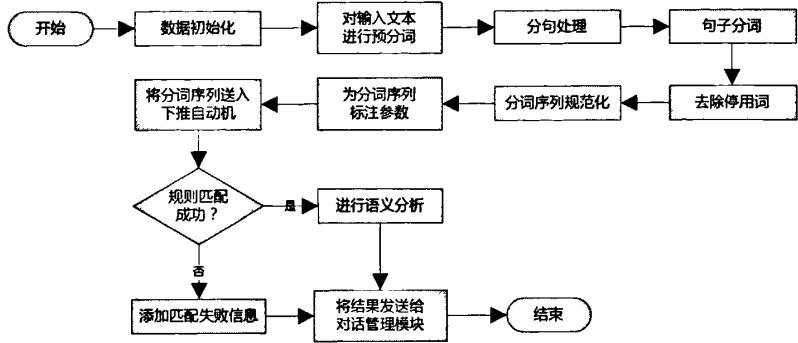 开始
数据初始化
对输入文本
进行预分词
分句处理
句子分词
将分词序列送入
下推自动机
为分词序列
标注参数
分词序列规范化
去除停用词
规则匹配
成功？
是
进行语义分析
否
添加匹配失败信息
将结果发送给
对话管理模块
结束